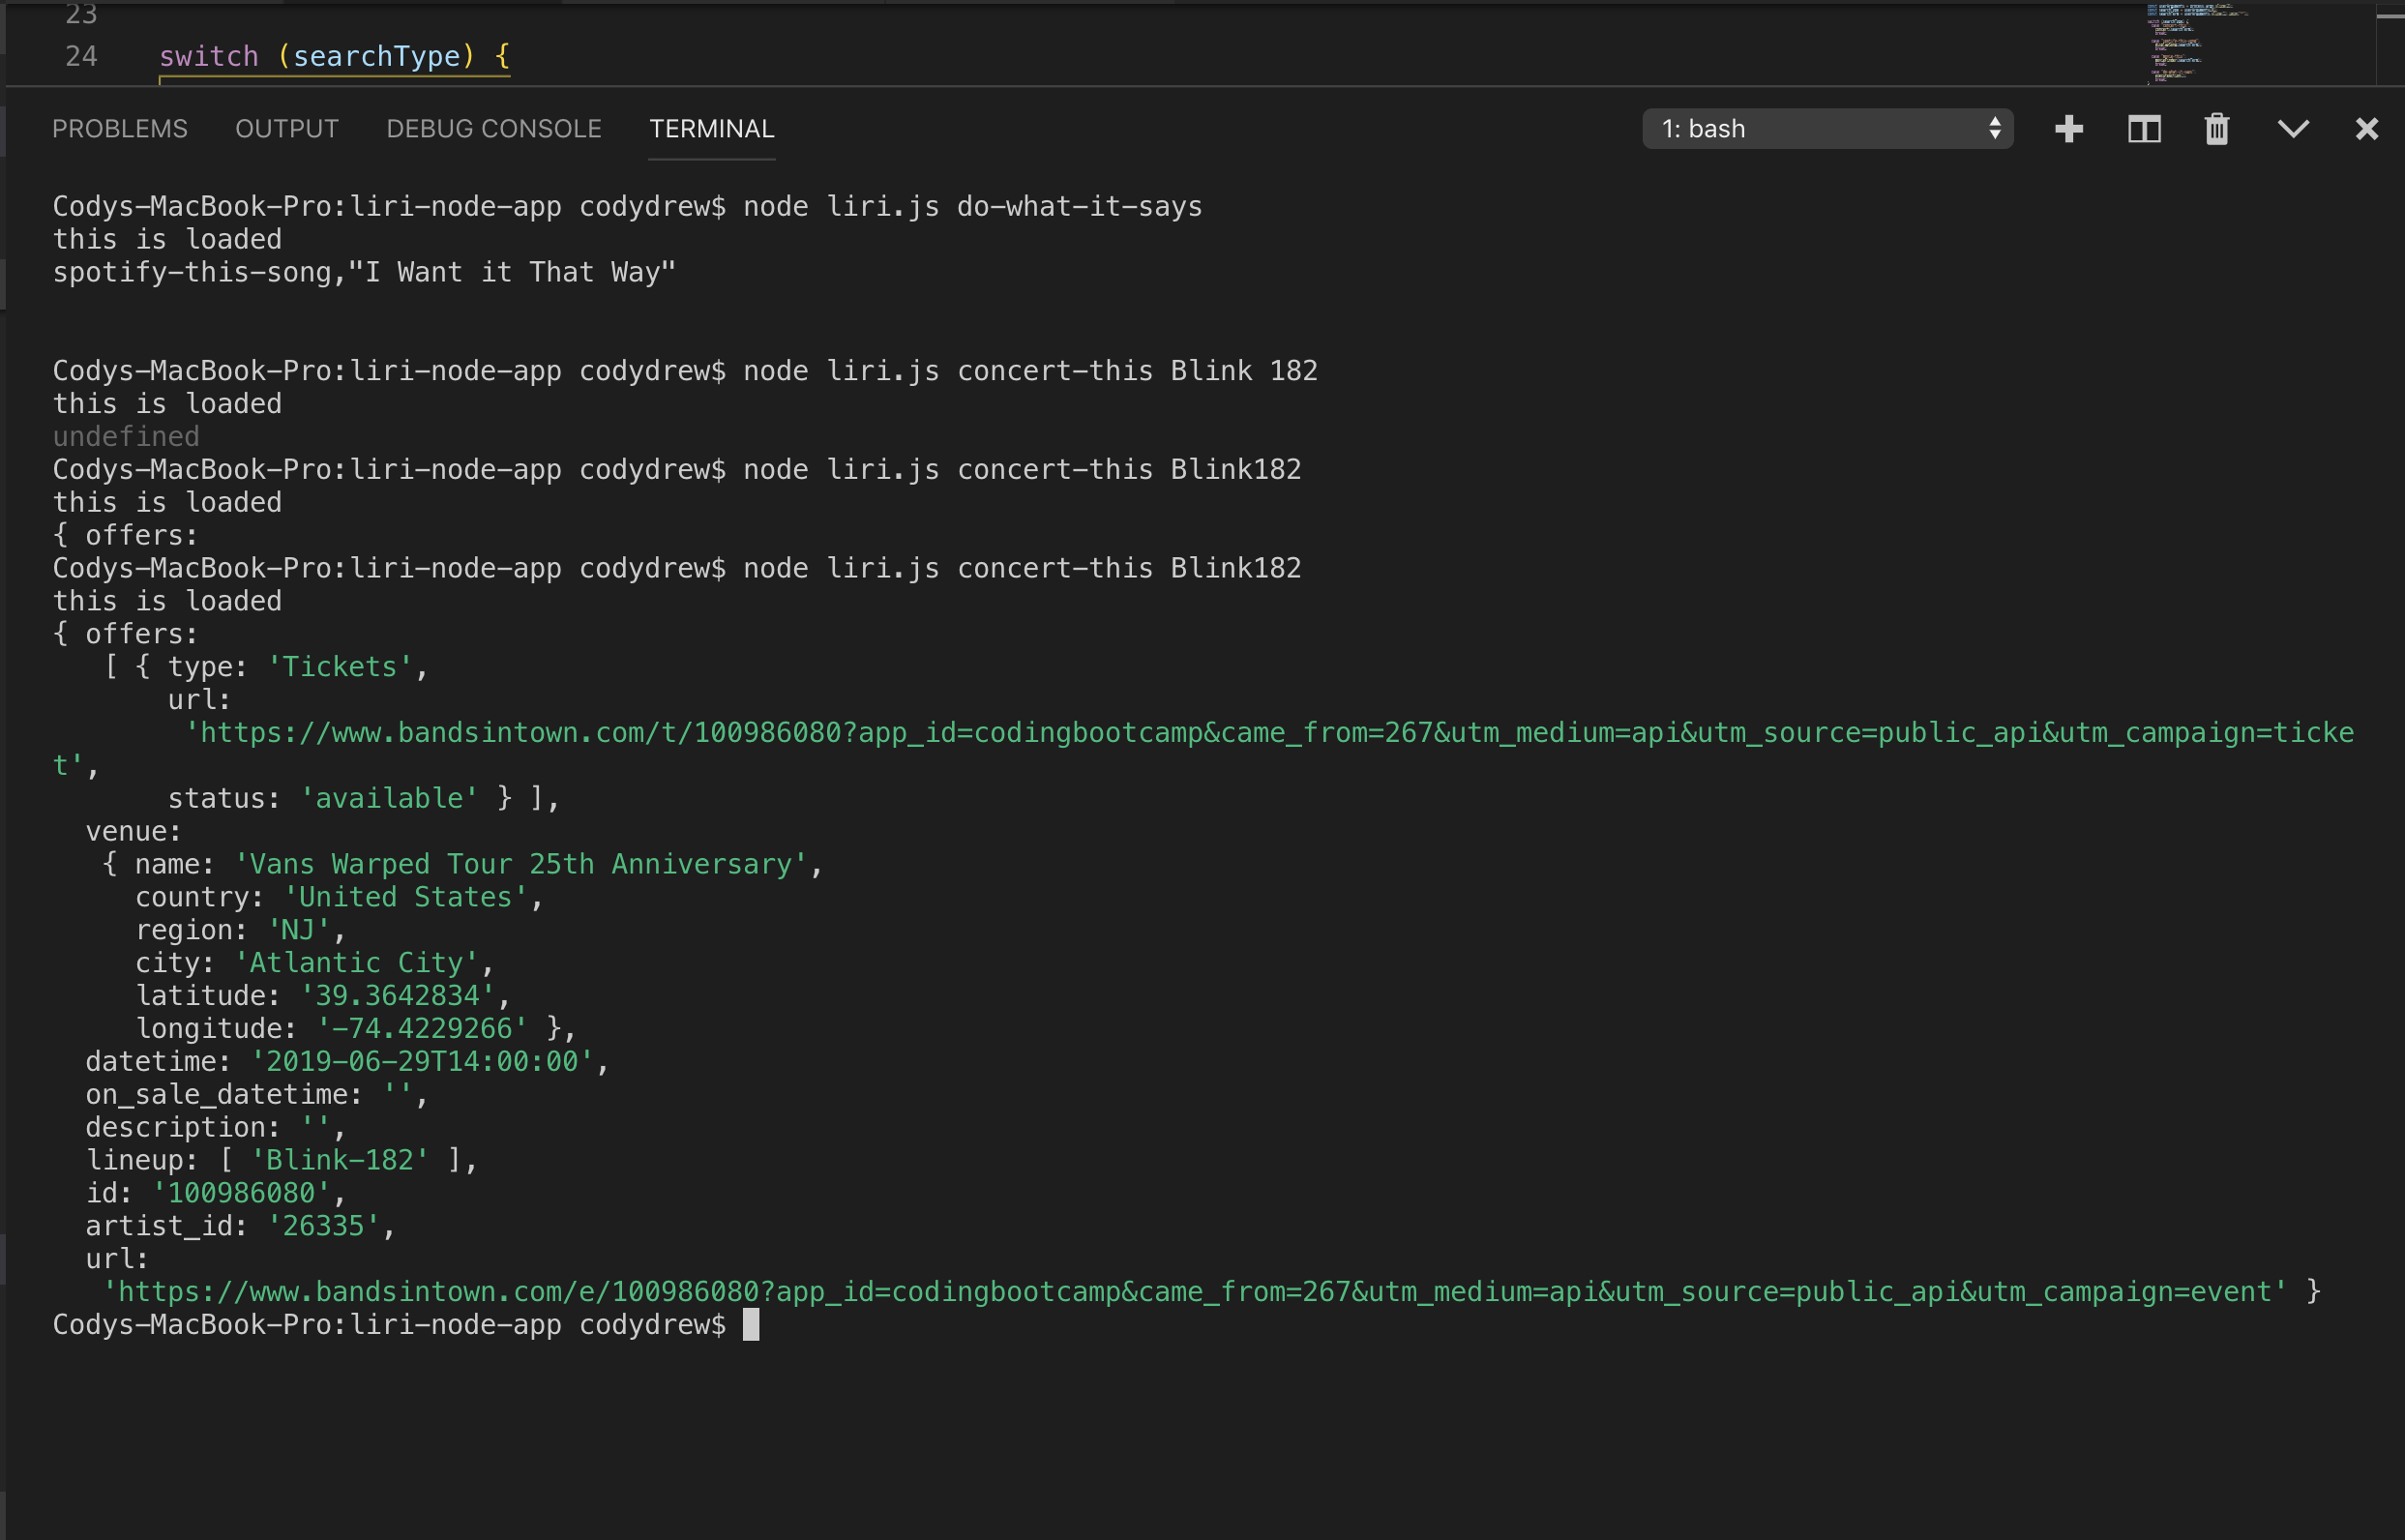 23
24 switch (searchType) {
PROBLEMS OUTPUT DEBUG CONSOLE TERMINAL 1: bash
Codys-MacBook-Pro:liri-node-app codydrew$ node liri.js do-what-it-says
this is loaded
spotify-this-song,"I Want it That Way"
Codys-MacBook-Pro:liri-node-app codydrew$ node liri.js concert-this Blink 182
this is loaded
undefined
Codys-MacBook-Pro:liri-node-app codydrew$ node liri.js concert-this Blink182
this is loaded
{ offers:
Codys-MacBook-Pro:liri-node-app codydrew$ node liri.js concert-this Blink182
this is loaded
{ offers:
   [ { type: 'Tickets',
       url:
        'https://www.bandsintown.com/t/100986080?app_id=codingbootcamp&came_from=267&utm_medium=api&utm_source=public_api&utm_campaign=ticke
t',
       status: 'available' } ],
  venue:
   { name: 'Vans Warped Tour 25th Anniversary',
     country: 'United States',
     region: 'NJ',
     city: 'Atlantic City',
     latitude: '39.3642834',
     longitude: '-74.4229266' },
  datetime: '2019-06-29T14:00:00',
  on_sale_datetime: '',
  description: '',
  lineup: [ 'Blink-182' ],
  id: '100986080',
  artist_id: '26335',
  url:
   'https://www.bandsintown.com/e/100986080?app_id=codingbootcamp&came_from=267&utm_medium=api&utm_source=public_api&utm_campaign=event' }
Codys-MacBook-Pro:liri-node-app codydrew$